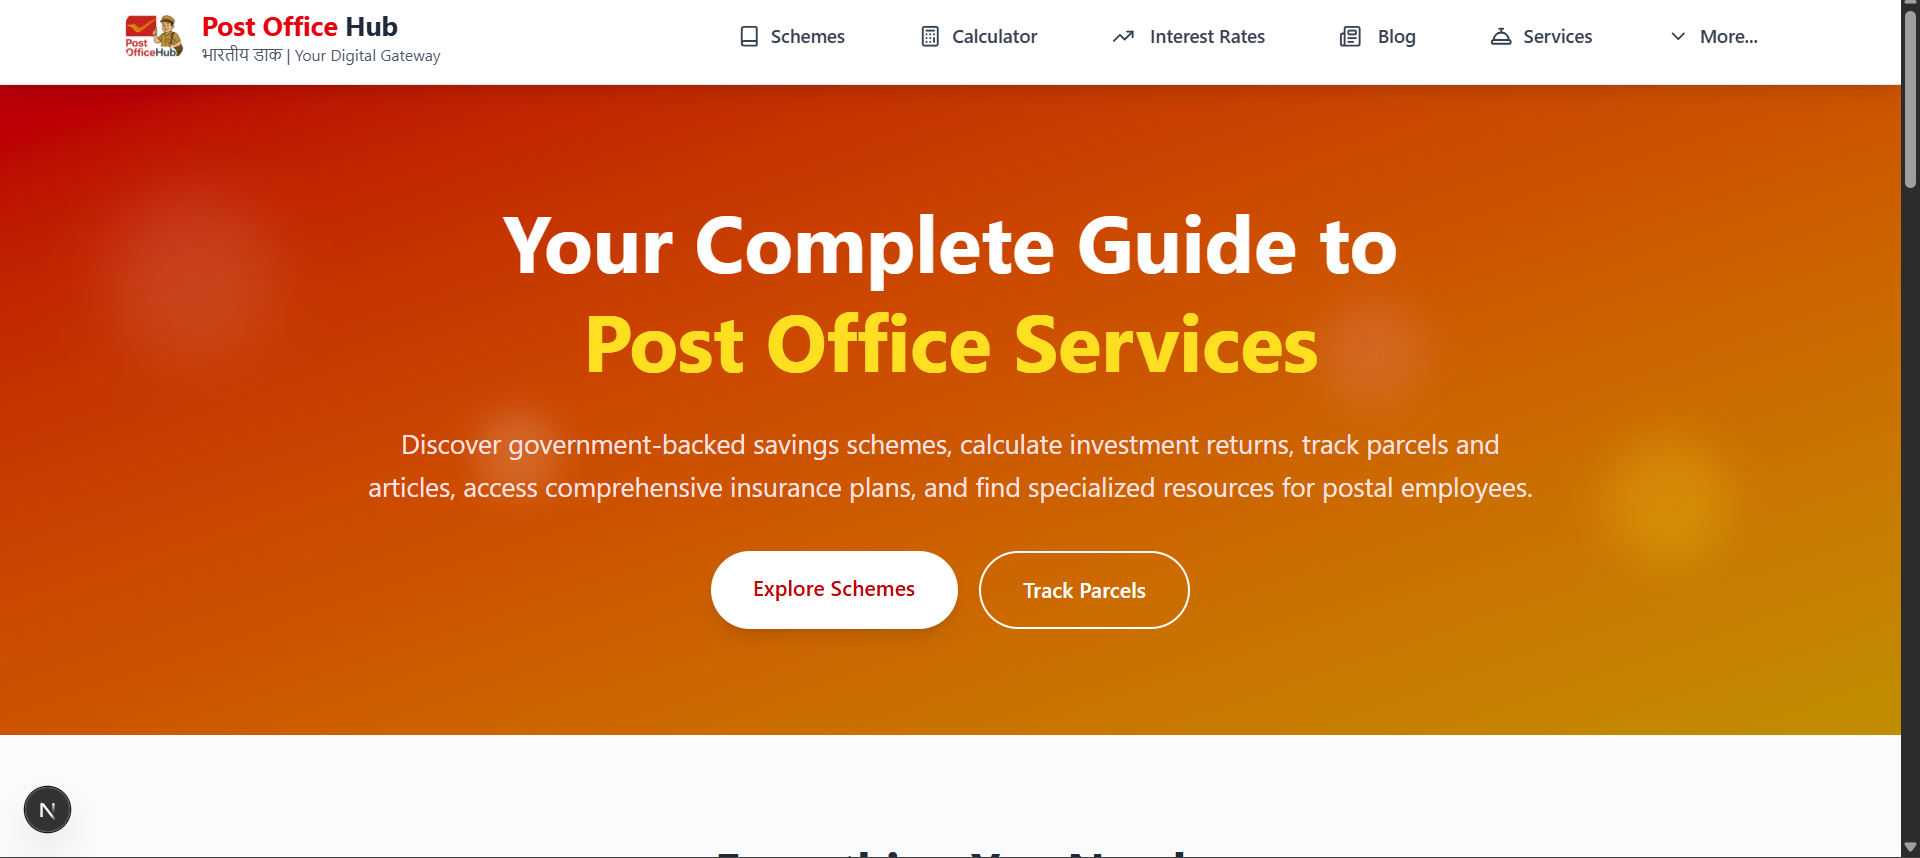 Post
OfficeHub
Post Office Hub
भारतीय डाक | Your Digital Gateway
Schemes
Calculator
Interest Rates
Blog
Services
More...
Your Complete Guide to
Post Office Services
Discover government-backed savings schemes, calculate investment returns, track parcels and
articles, access comprehensive insurance plans, and find specialized resources for postal employees.
Explore Schemes
Track Parcels
N